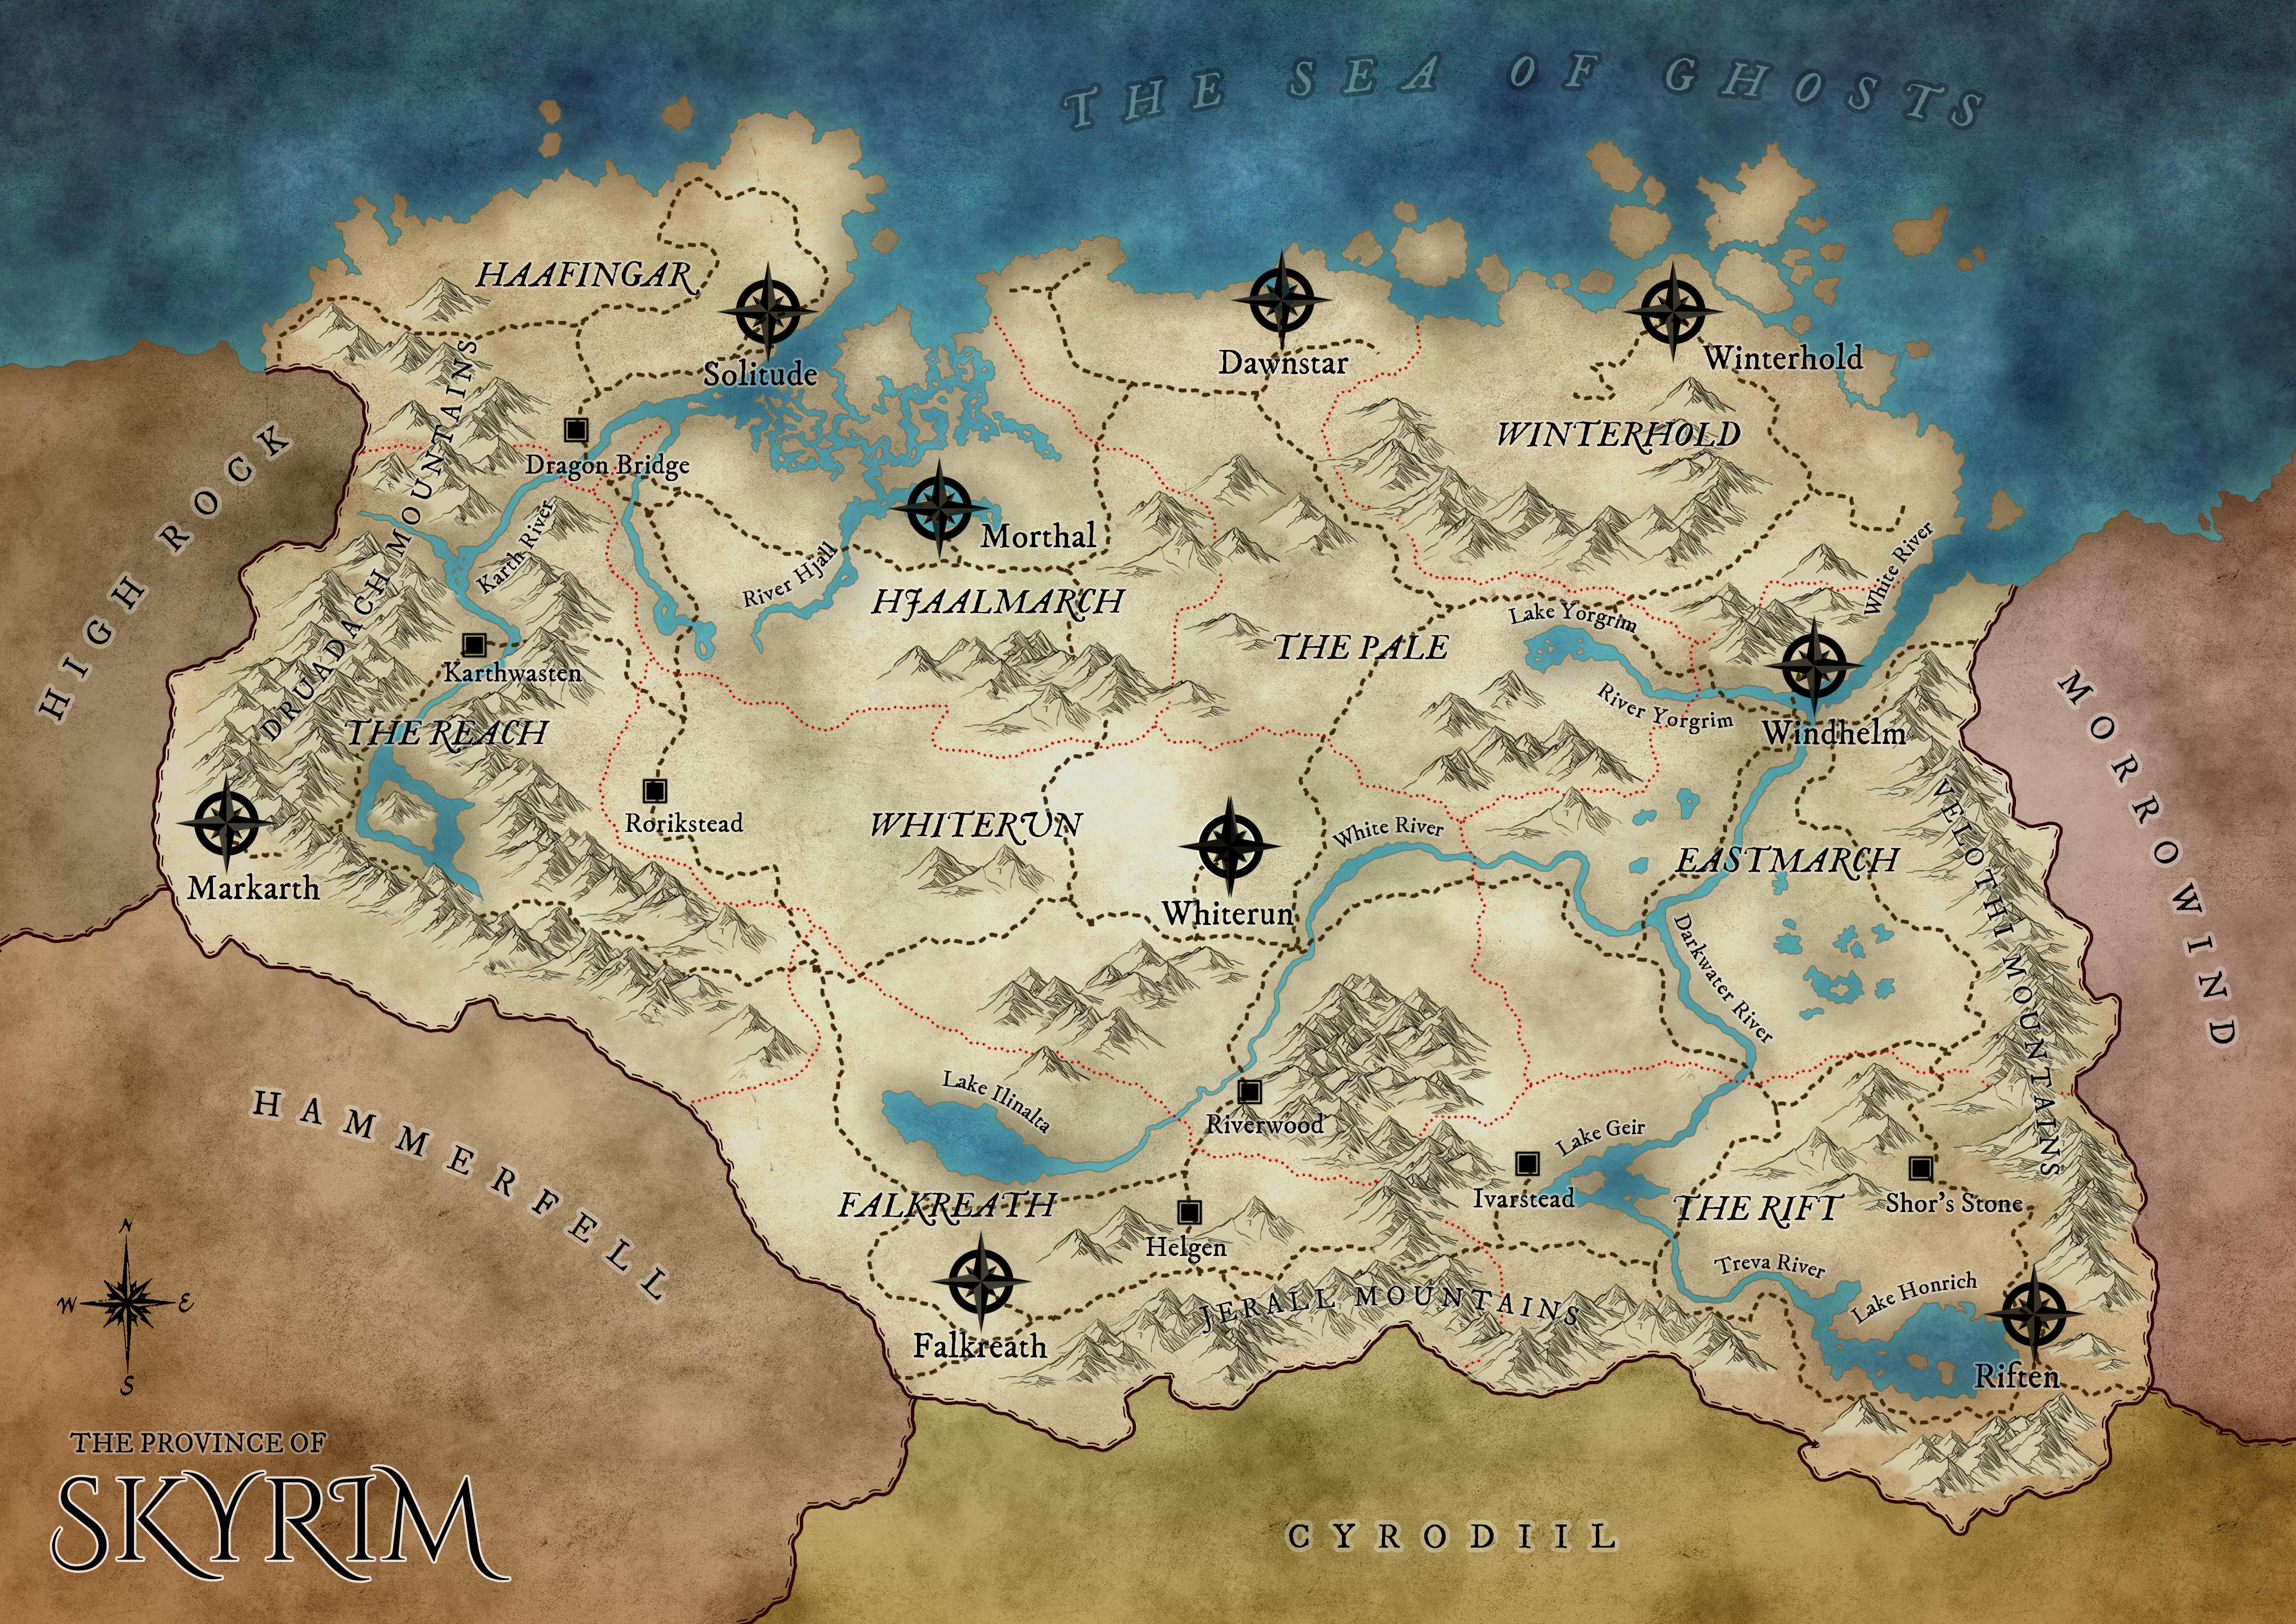 THE SEA OF GHOSTS
HAAFINGAR
Solitude
Dawnstar
Winterhold
WINTERHOLD
HIGH ROCK
DRUADACH MOUNTAINS
Dragon Bridge
Karth River
Morthal
River Hjall
HJAALMARCH
THE PALE
Lake Yorgrim
River Yorgrim
White River
Windhelm
Karthwasten
THE REACH
MORROWIND
Markarth
Rorikstead
WHITERUN
Whiterun
White River
EASTMARCH
VELOTHI MOUNTAINS
Darkwater River
HAMMERFELL
Lake Ilinalta
Riverwood
Lake Geir
Ivarstead
THE RIFT
Shor's Stone
FALKREATH
Helgen
Falkreath
JERALL MOUNTAINS
Treva River
Lake Honrich
Riften
N
W
E
S
THE PROVINCE OF
SKYRIM
CYRODIIL